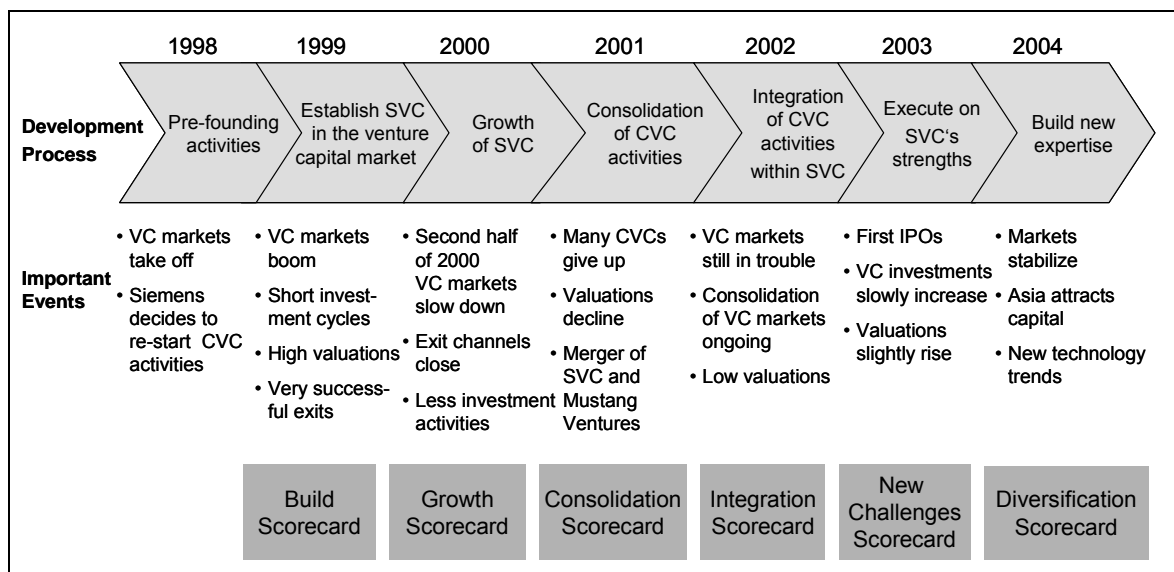 1998
1999
2000
2001
2002
2003
2004
Development
Process
Pre-founding
activities
Establish SVC
in the venture
capital market
Growth
of SVC
Consolidation
of CVC
activities
Integration
of CVC
activities
within SVC
Execute on
SVC's
strengths
Build new
expertise
Important
Events
• VC markets
take off
• Siemens
decides to
re-start CVC
activities
• VC markets
boom
• Short invest-
ment cycles
• High valuations
• Very success-
ful exits
• Second half
of 2000
VC markets
slow down
• Exit channels
close
• Less investment
activities
• Many CVCs
give up
• Valuations
decline
• Merger of
SVC and
Mustang
Ventures
• VC markets
still in trouble
• Consolidation
of VC markets
ongoing
• Low valuations
• First IPOs
• VC investments
slowly increase
• Valuations
slightly rise
• Markets
stabilize
• Asia attracts
capital
• New technology
trends
Build
Scorecard
Growth
Scorecard
Consolidation
Scorecard
Integration
Scorecard
New
Challenges
Scorecard
Diversification
Scorecard